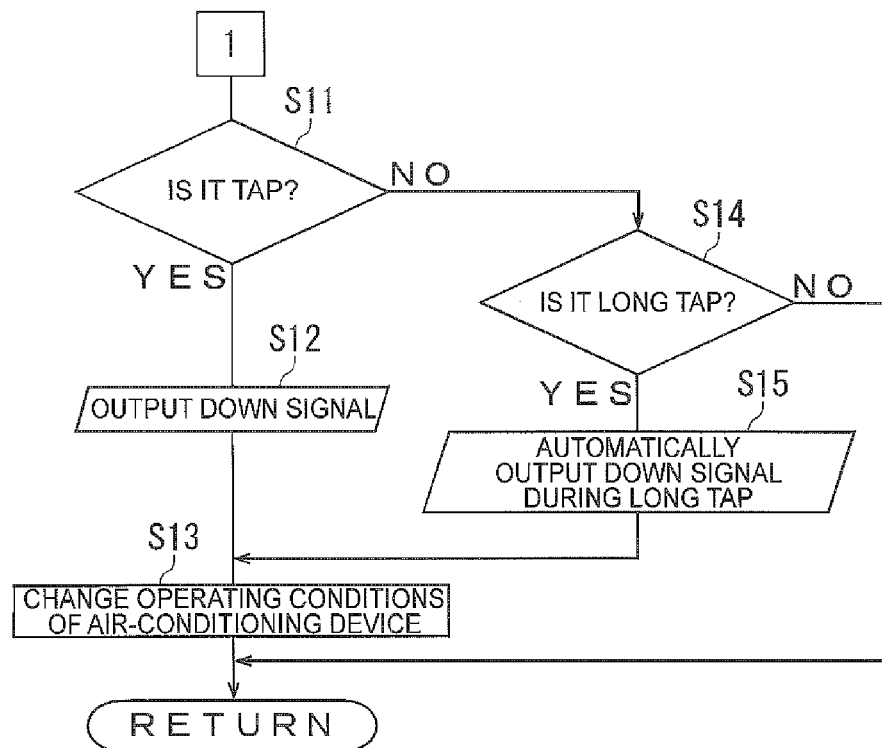 1
S11
IS IT TAP?
NO
YES
S14
IS IT LONG TAP?
NO
YES
S12
OUTPUT DOWN SIGNAL
S15
AUTOMATICALLY
OUTPUT DOWN SIGNAL
DURING LONG TAP
S13
CHANGE OPERATING CONDITIONS
OF AIR-CONDITIONING DEVICE
RETURN